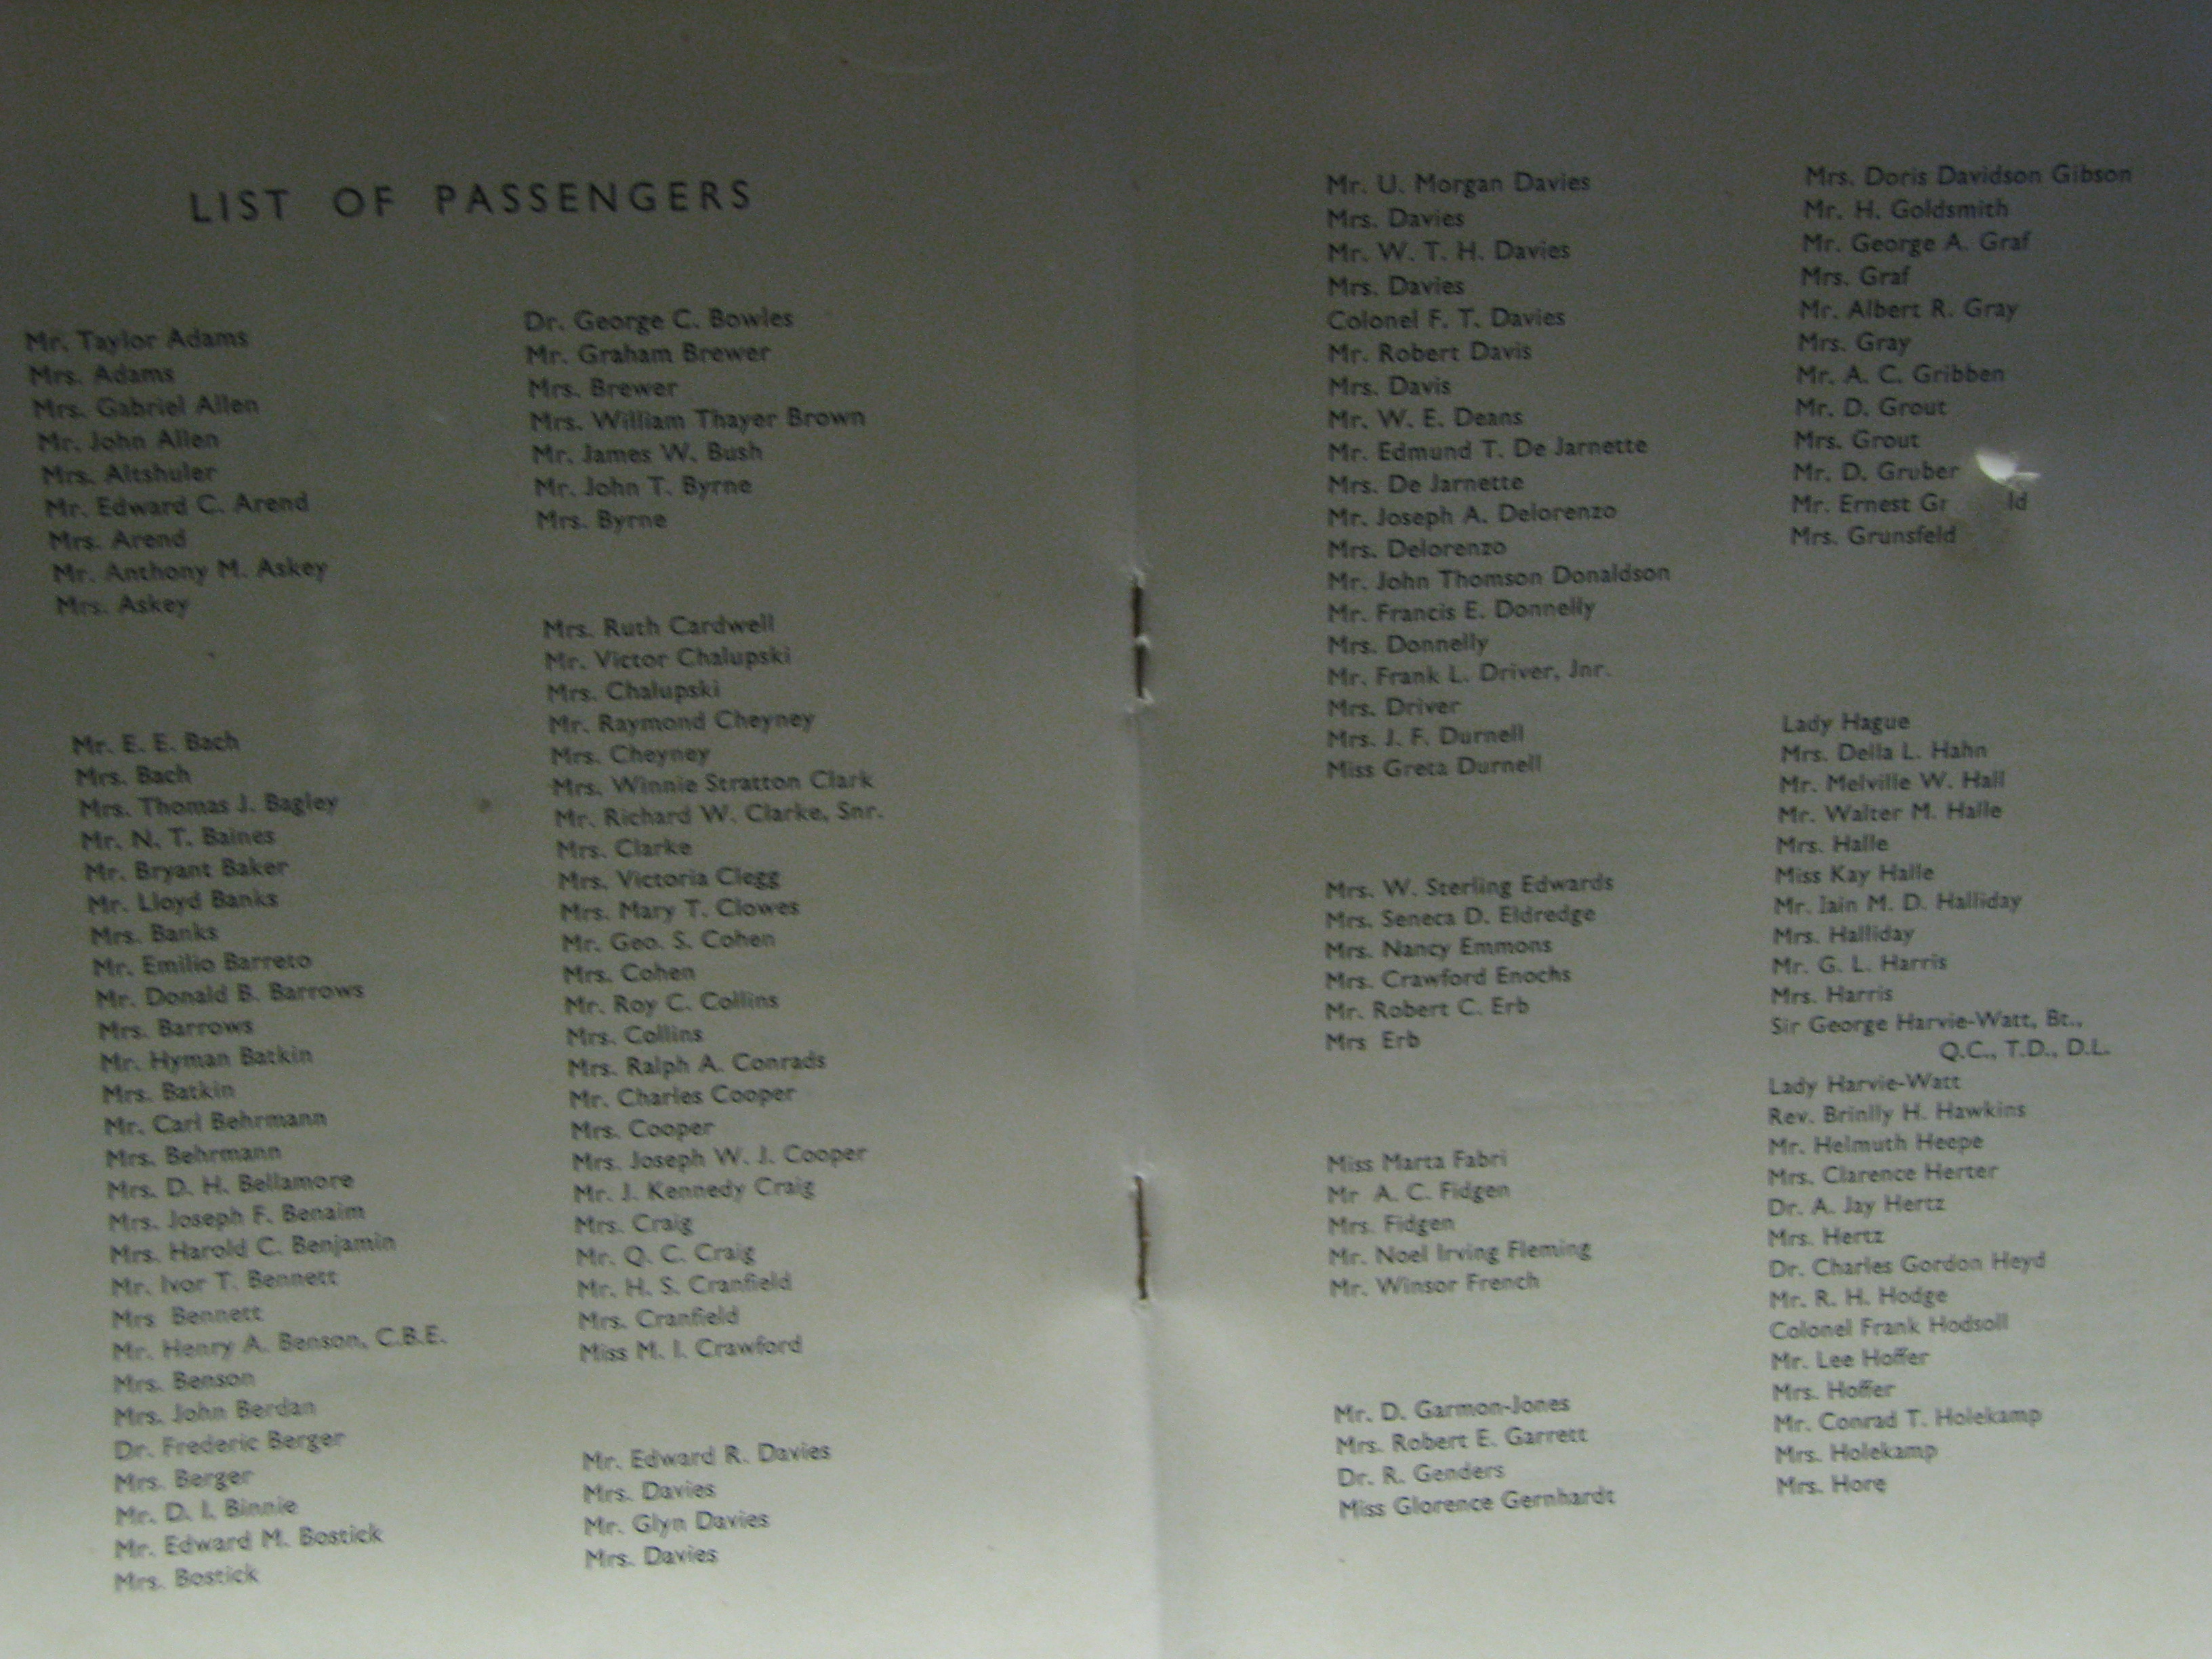 LIST OF PASSENGERS
Mr. Taylor Adams
Mrs. Adams
Mrs. Gabriel Allen
Mr. John Allen
Mrs. Altshuler
Mr. Edward C. Arend
Mrs. Arend
Mr. Anthony M. Askey
Mrs. Askey
Mr. E. E. Bach
Mrs. Bach
Mrs. Thomas J. Bagley
Mr. N. T. Baines
Mr. Bryant Baker
Mr. Lloyd Banks
Mrs. Banks
Mr. Emilio Barreto
Mr. Donald B. Barrows
Mrs. Barrows
Mr. Hyman Batkin
Mrs. Batkin
Mr. Carl Behrmann
Mrs. Behrmann
Mrs. D. H. Bellamore
Mrs. Joseph F. Benaim
Mrs. Harold C. Benjamin
Mr. Ivor T. Bennett
Mrs Bennett
Mr. Henry A. Benson, C.B.E.
Mrs. Benson
Mrs. John Berdan
Dr. Frederic Berger
Mrs. Berger
Mr. D. I. Binnie
Mr. Edward M. Bostick
Mrs. Bostick
Dr. George C. Bowles
Mr. Graham Brewer
Mrs. Brewer
Mrs. William Thayer Brown
Mr. James W. Bush
Mr. John T. Byrne
Mrs. Byrne
Mrs. Ruth Cardwell
Mr. Victor Chalupski
Mrs. Chalupski
Mr. Raymond Cheyney
Mrs. Cheyney
Mrs. Winnie Stratton Clark
Mr. Richard W. Clarke, Snr.
Mrs. Clarke
Mrs. Victoria Clegg
Mrs. Mary T. Clowes
Mr. Geo. S. Cohen
Mrs. Cohen
Mr. Roy C. Collins
Mrs. Collins
Mrs. Ralph A. Conrads
Mr. Charles Cooper
Mrs. Cooper
Mrs. Joseph W. J. Cooper
Mr. J. Kennedy Craig
Mrs. Craig
Mr. Q. C. Craig
Mr. H. S. Cranfield
Mrs. Cranfield
Miss M. I. Crawford
Mr. Edward R. Davies
Mrs. Davies
Mr. Glyn Davies
Mrs. Davies
Mr. U. Morgan Davies
Mrs. Davies
Mr. W. T. H. Davies
Mrs. Davies
Colonel F. T. Davies
Mr. Robert Davis
Mrs. Davis
Mr. W. E. Deans
Mr. Edmund T. De Jarnette
Mrs. De Jarnette
Mr. Joseph A. Delorenzo
Mrs. Delorenzo
Mr. John Thomson Donaldson
Mr. Francis E. Donnelly
Mrs. Donnelly
Mr. Frank L. Driver, Jnr.
Mrs. Driver
Mrs. J. F. Durnell
Miss Greta Durnell
Mrs. W. Sterling Edwards
Mrs. Seneca D. Eldredge
Mrs. Nancy Emmons
Mrs. Crawford Enochs
Mr. Robert C. Erb
Mrs Erb
Miss Marta Fabri
Mr A. C. Fidgen
Mrs. Fidgen
Mr. Noel Irving Fleming
Mr. Winsor French
Mr. D. Garmon-Jones
Mrs. Robert E. Garrett
Dr. R. Genders
Miss Glorence Gernhardt
Mrs. Doris Davidson Gibson
Mr. H. Goldsmith
Mr. George A. Graf
Mrs. Graf
Mr. Albert R. Gray
Mrs. Gray
Mr. A. C. Gribben
Mr. D. Grout
Mrs. Grout
Mr. D. Gruber
Mr. Ernest Gr ld
Mrs. Grunsfeld
Lady Hague
Mrs. Della L. Hahn
Mr. Melville W. Hall
Mr. Walter M. Halle
Mrs. Halle
Miss Kay Halle
Mr. Iain M. D. Halliday
Mrs. Halliday
Mr. G. L. Harris
Mrs. Harris
Sir George Harvie-Watt, Bt.,
Q.C., T.D., D.L.
Lady Harvie-Watt
Rev. Brinlly H. Hawkins
Mr. Helmuth Heepe
Mrs. Clarence Herter
Dr. A. Jay Hertz
Mrs. Hertz
Dr. Charles Gordon Heyd
Mr. R. H. Hodge
Colonel Frank Hodsoll
Mr. Lee Hoffer
Mrs. Hoffer
Mr. Conrad T. Holekamp
Mrs. Holekamp
Mrs. Hore